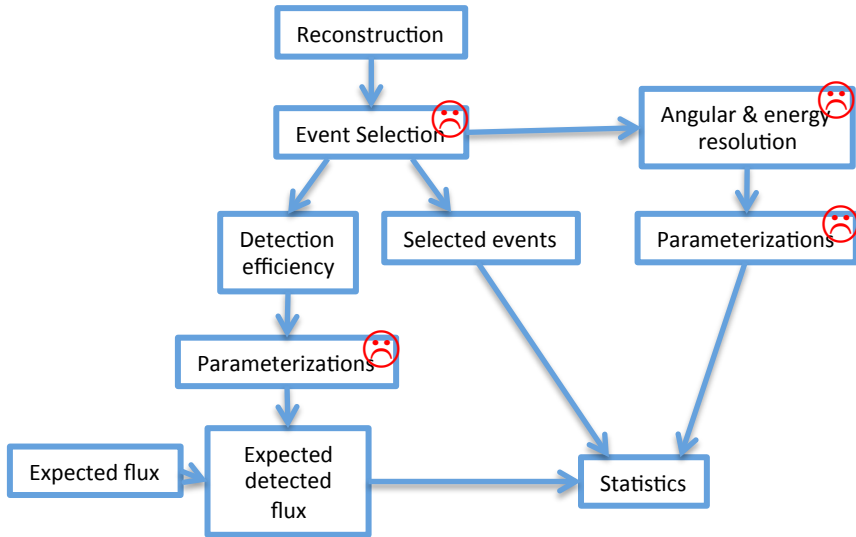 Reconstruction
Event Selection
Angular & energy
resolution
Detection
efficiency
Selected events
Parameterizations
Parameterizations
Expected flux
Expected
detected
flux
Statistics